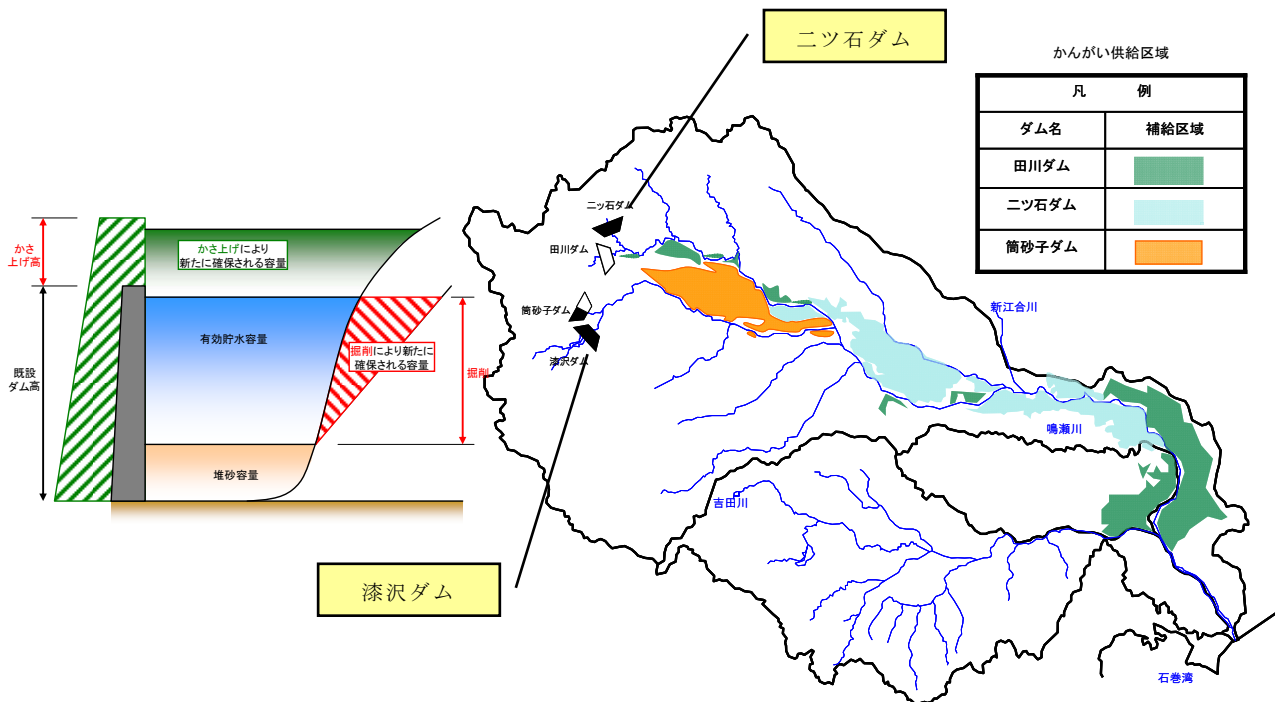 二ツ石ダム
かんがい供給区域
凡 例
ダム名 補給区域
田川ダム
二ツ石ダム
筒砂子ダム
かさ
上げ高
かさ上げにより
新たに確保される容量
有効貯水容量
掘削により新たに
確保される容量
掘削
既設
ダム高
堆砂容量
二ッ石ダム
田川ダム
筒砂子ダム
漆沢ダム
新江合川
鳴瀬川
吉田川
石巻湾
漆沢ダム